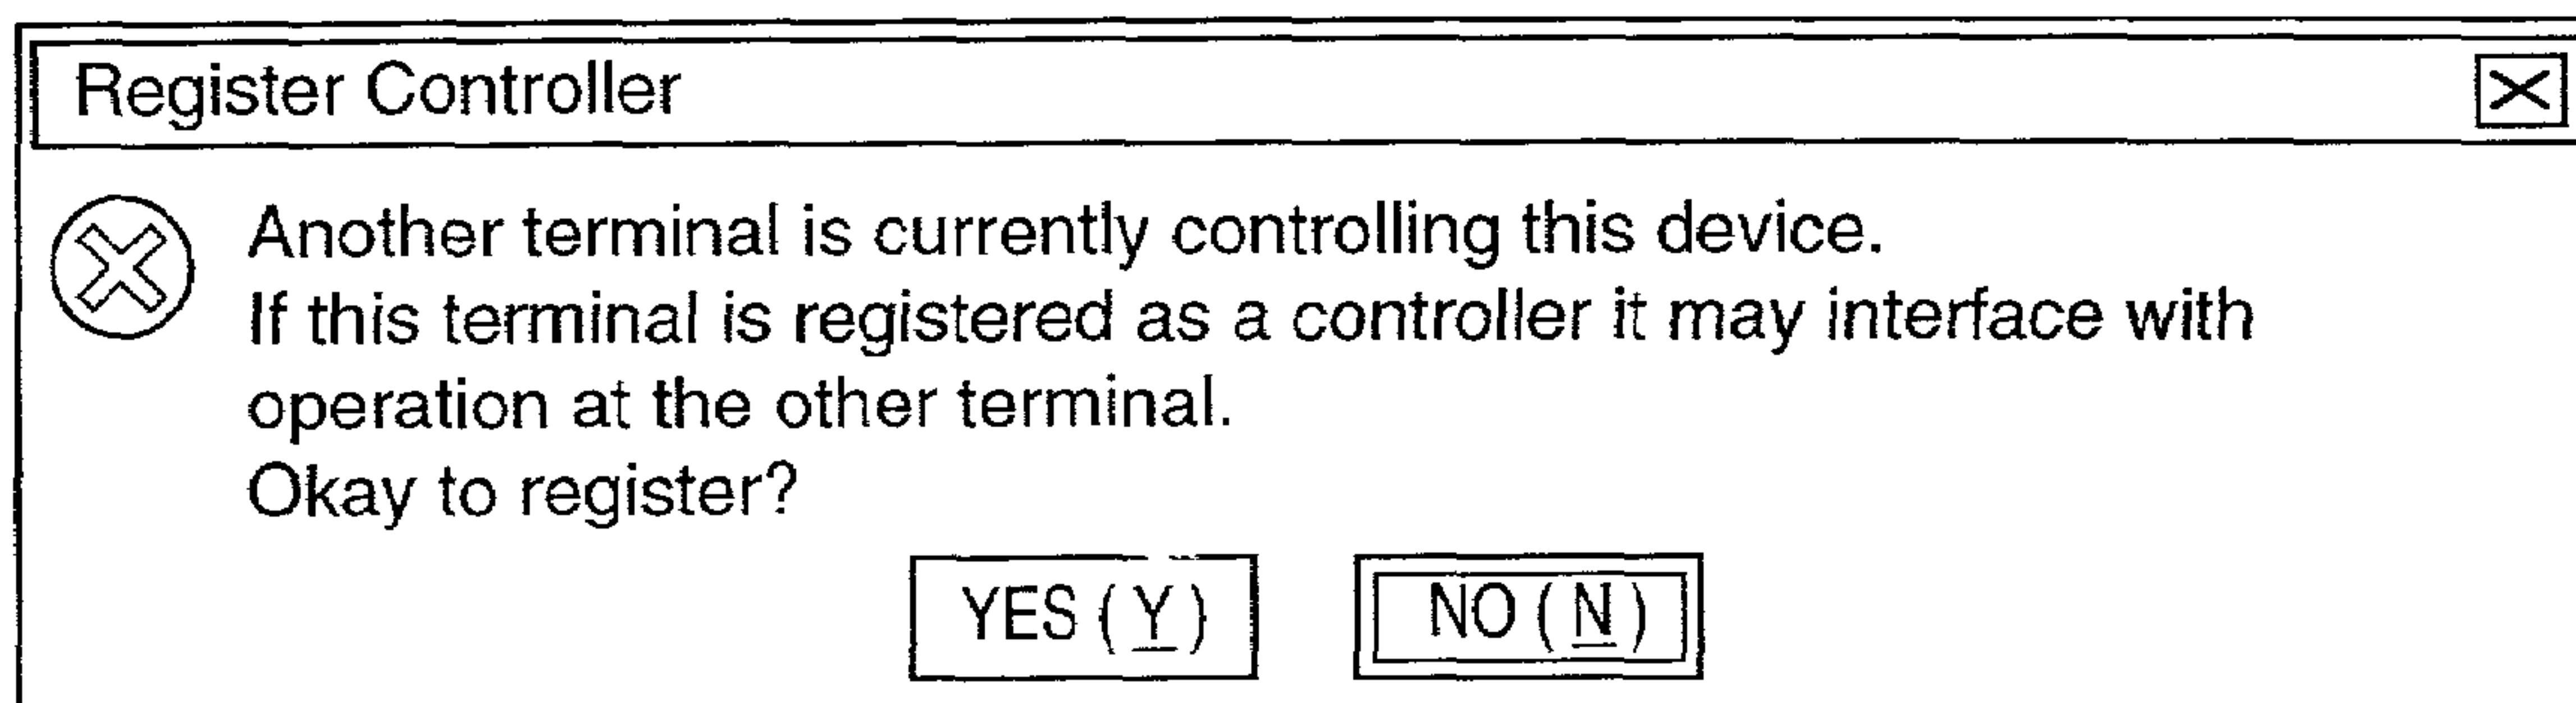 Register Controller
Another terminal is currently controlling this device.
If this terminal is registered as a controller it may interface with
operation at the other terminal.
Okay to register?
YES (Y) NO (N)